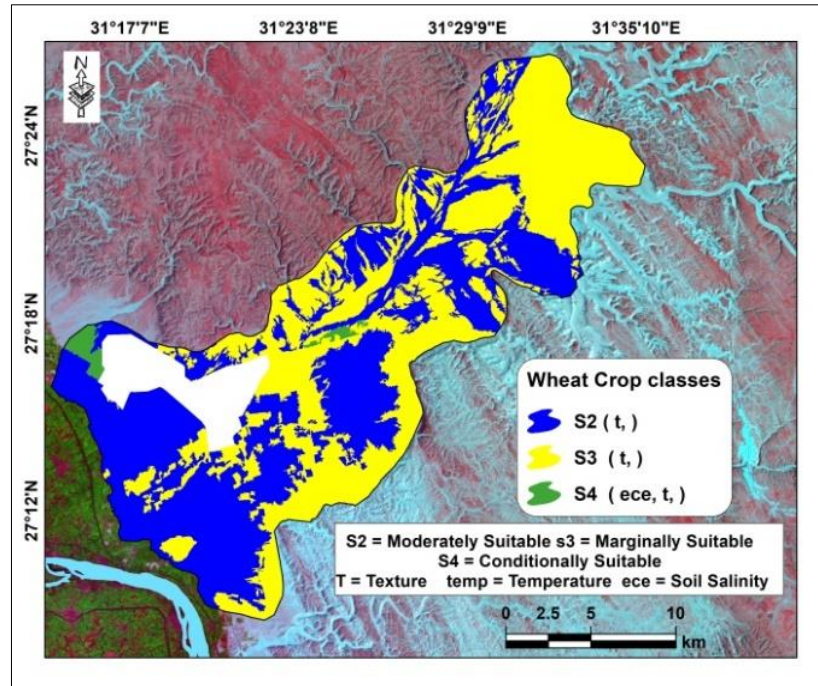 31°17'7"E 31°23'8"E 31°29'9"E 31°35'10"E
N
27°24'N
27°18'N
27°12'N
Wheat Crop classes
S2 ( t, )
S3 ( t, )
S4 ( ece, t, )
S2 = Moderately Suitable s3 = Marginally Suitable
S4 = Conditionally Suitable
T = Texture temp = Temperature ece = Soil Salinity
0 2.5 5 10
km